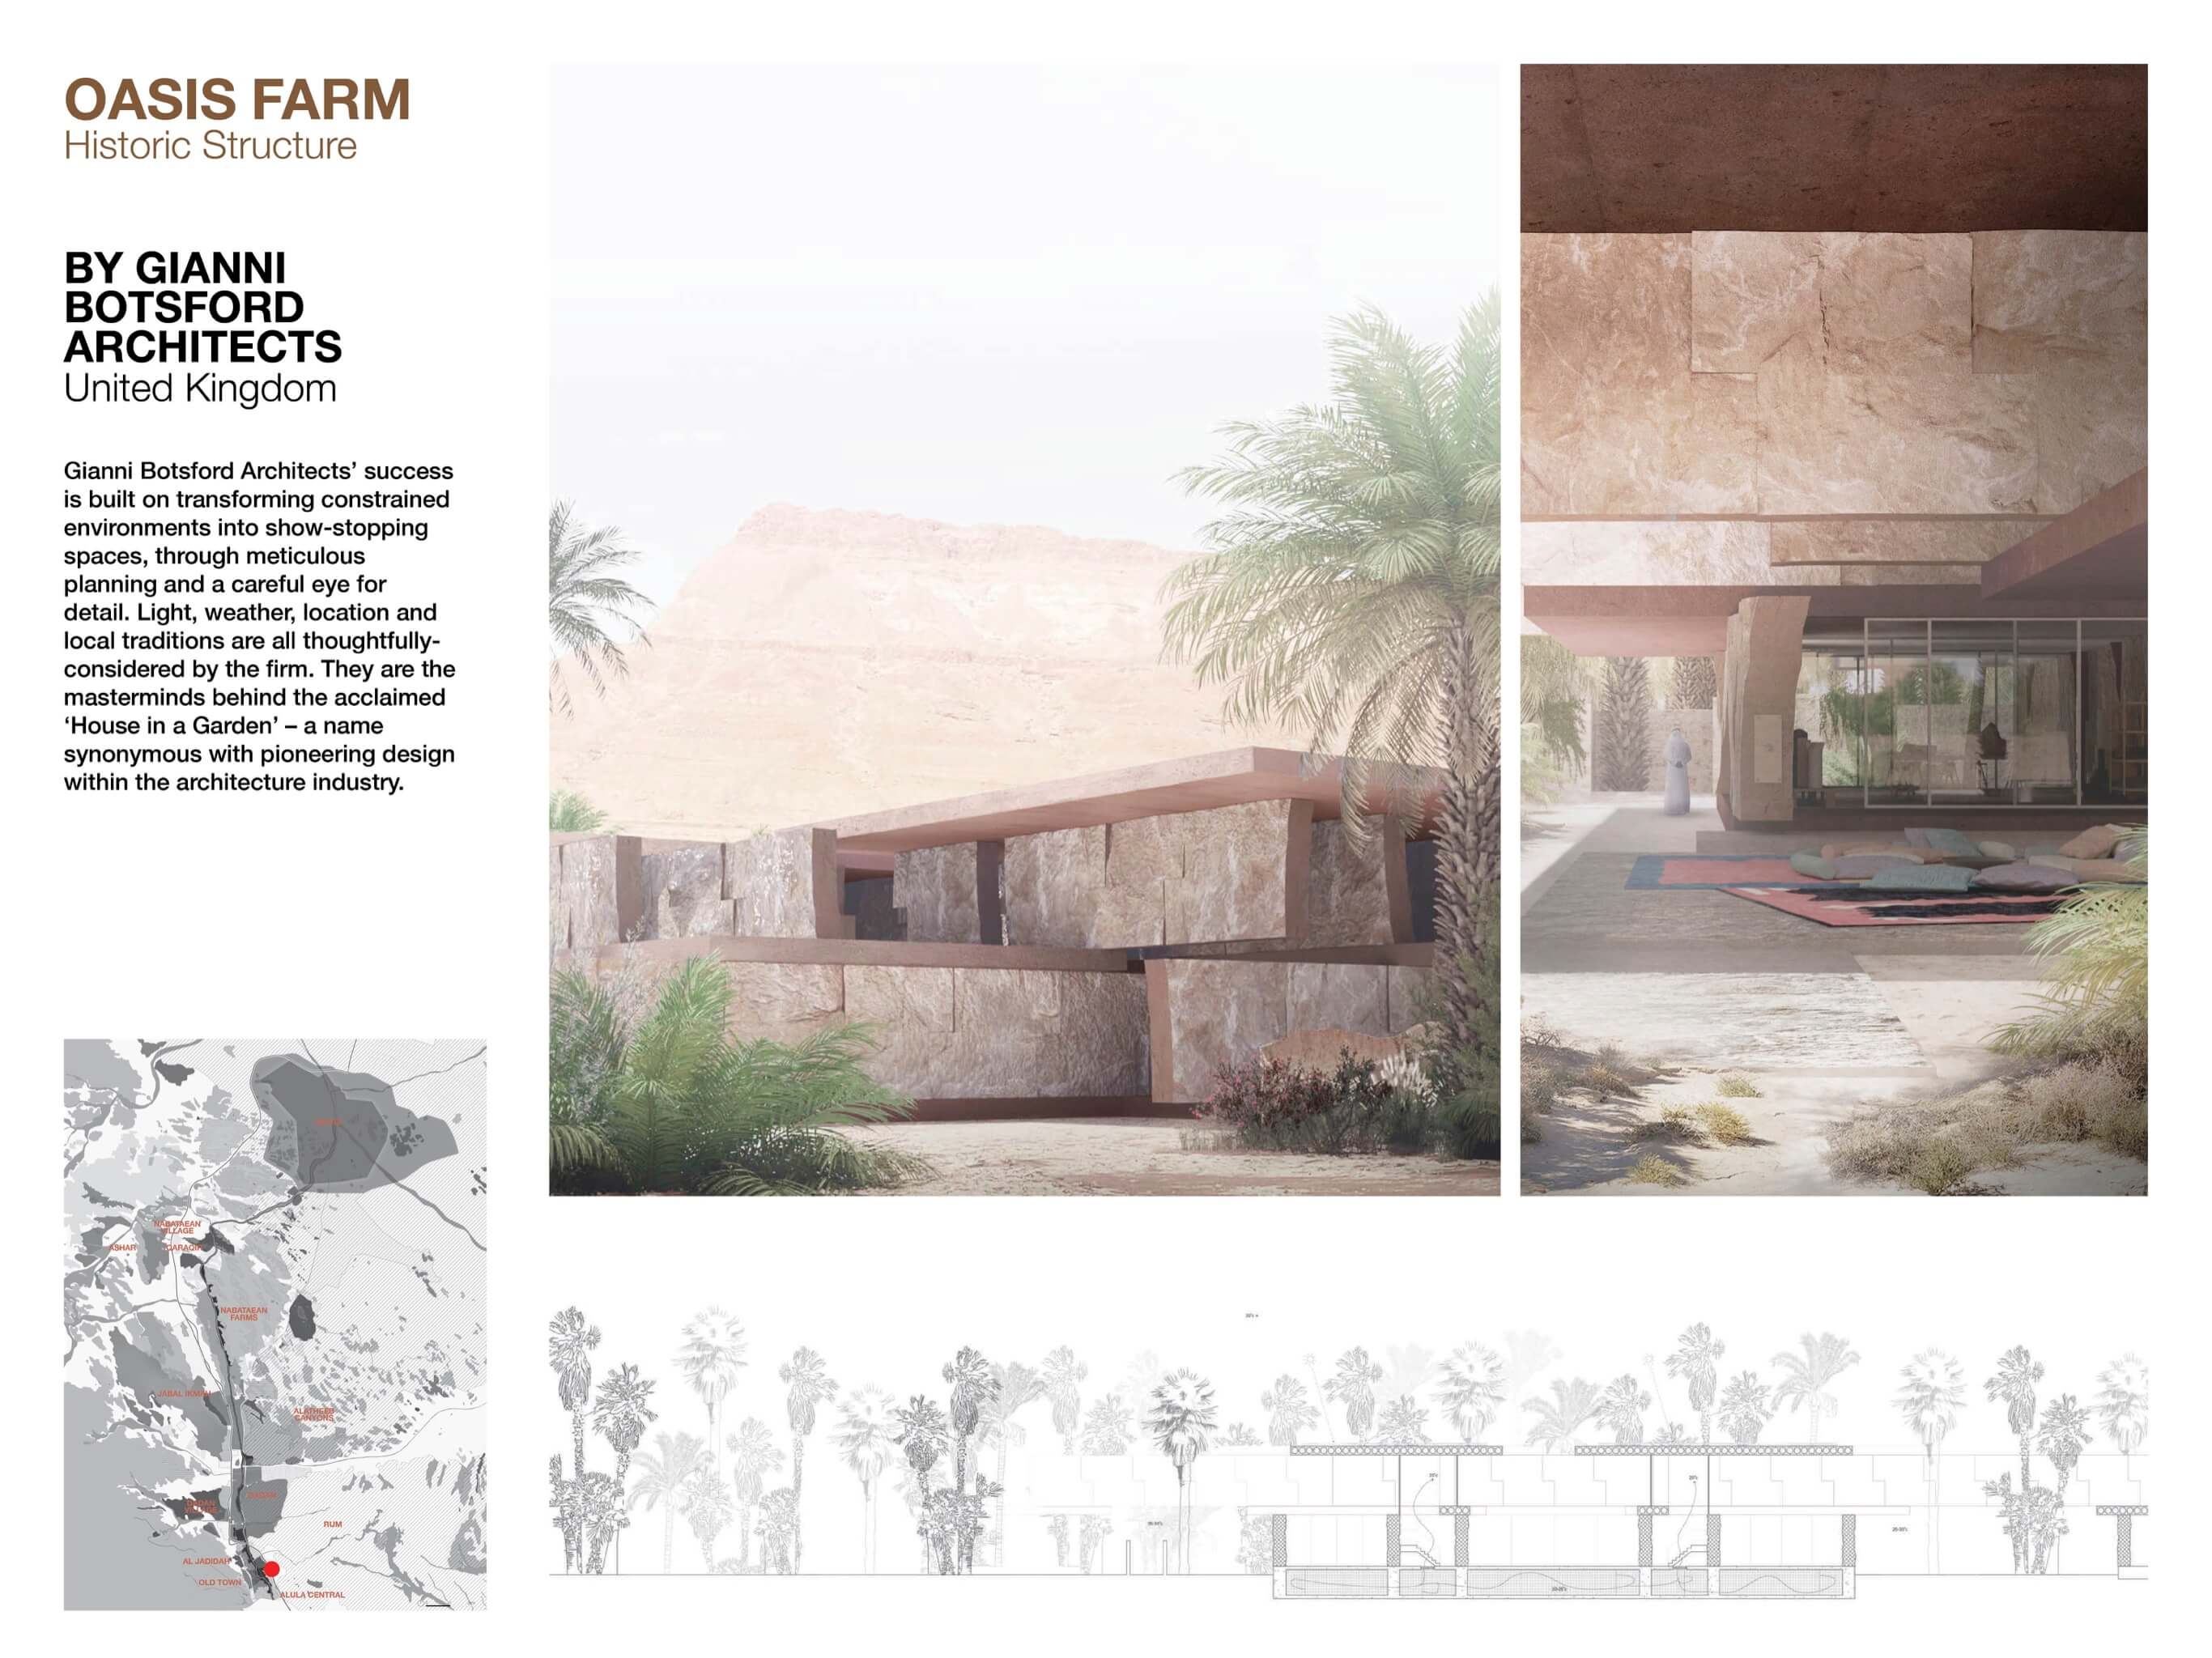 OASIS FARM
Historic Structure
BY GIANNI
BOTSFORD
ARCHITECTS
United Kingdom
Gianni Botsford Architects’ success
is built on transforming constrained
environments into show-stopping
spaces, through meticulous
planning and a careful eye for
detail. Light, weather, location and
local traditions are all thoughtfully-
considered by the firm. They are the
masterminds behind the acclaimed
‘House in a Garden’ – a name
synonymous with pioneering design
within the architecture industry.
NABATAEAN
VILLAGE
ASHAR
QARAQIR
NABATAEAN
FARMS
JABAL IKMAH
ALATHEEB
CANYONS
DADAN
RUM
AL JADIDAH
OLD TOWN
ALULA CENTRAL